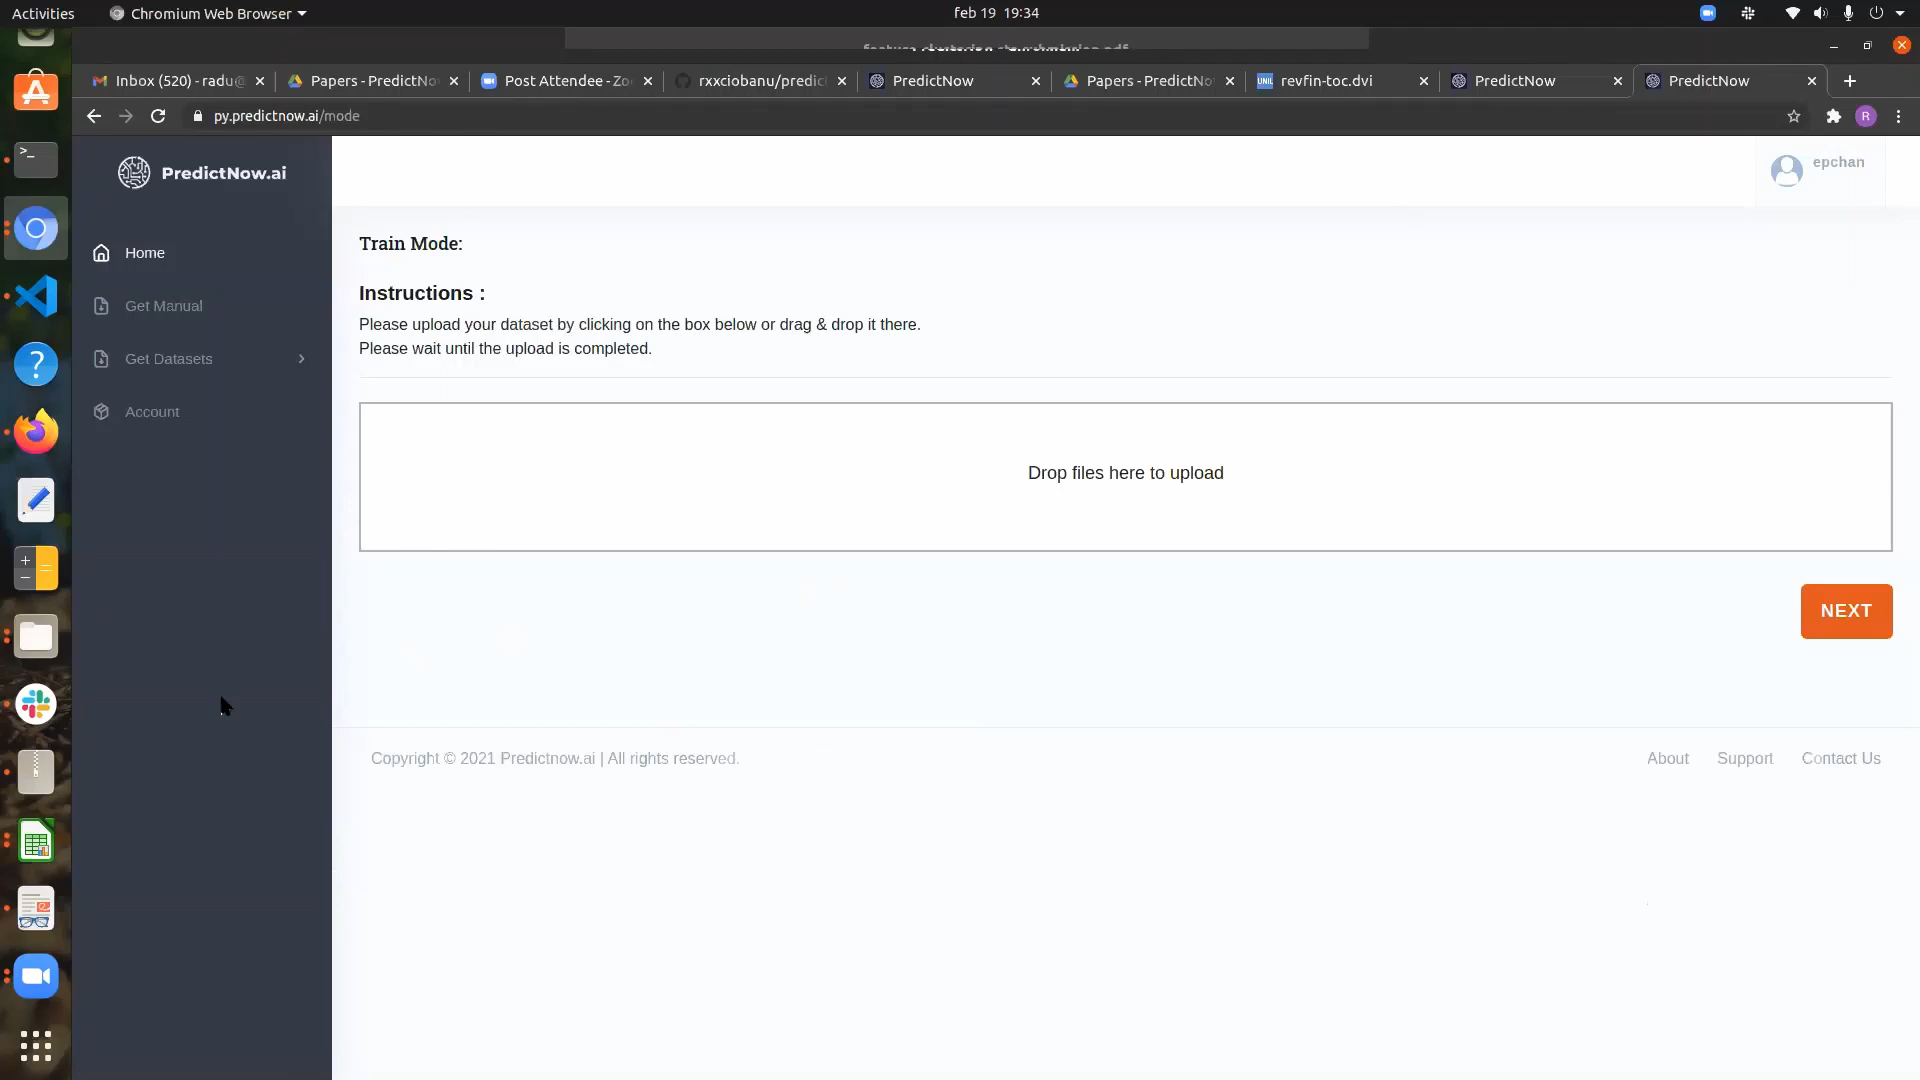 Activities
Chromium Web Browser
feb 19 19:34
Inbox (520) - radu@
Papers - PredictNo
Post Attendee - Zo
rxxciobanu/predic
PredictNow
Papers - PredictNo
revfin-toc.dvi
PredictNow
PredictNow
py.predictnow.ai/mode
R
PredictNow.ai
epchan
Home
Get Manual
Get Datasets
Account
Train Mode:
Instructions :
Please upload your dataset by clicking on the box below or drag & drop it there.
Please wait until the upload is completed.
Drop files here to upload
NEXT
Copyright © 2021 Predictnow.ai | All rights reserved.
About
Support
Contact Us